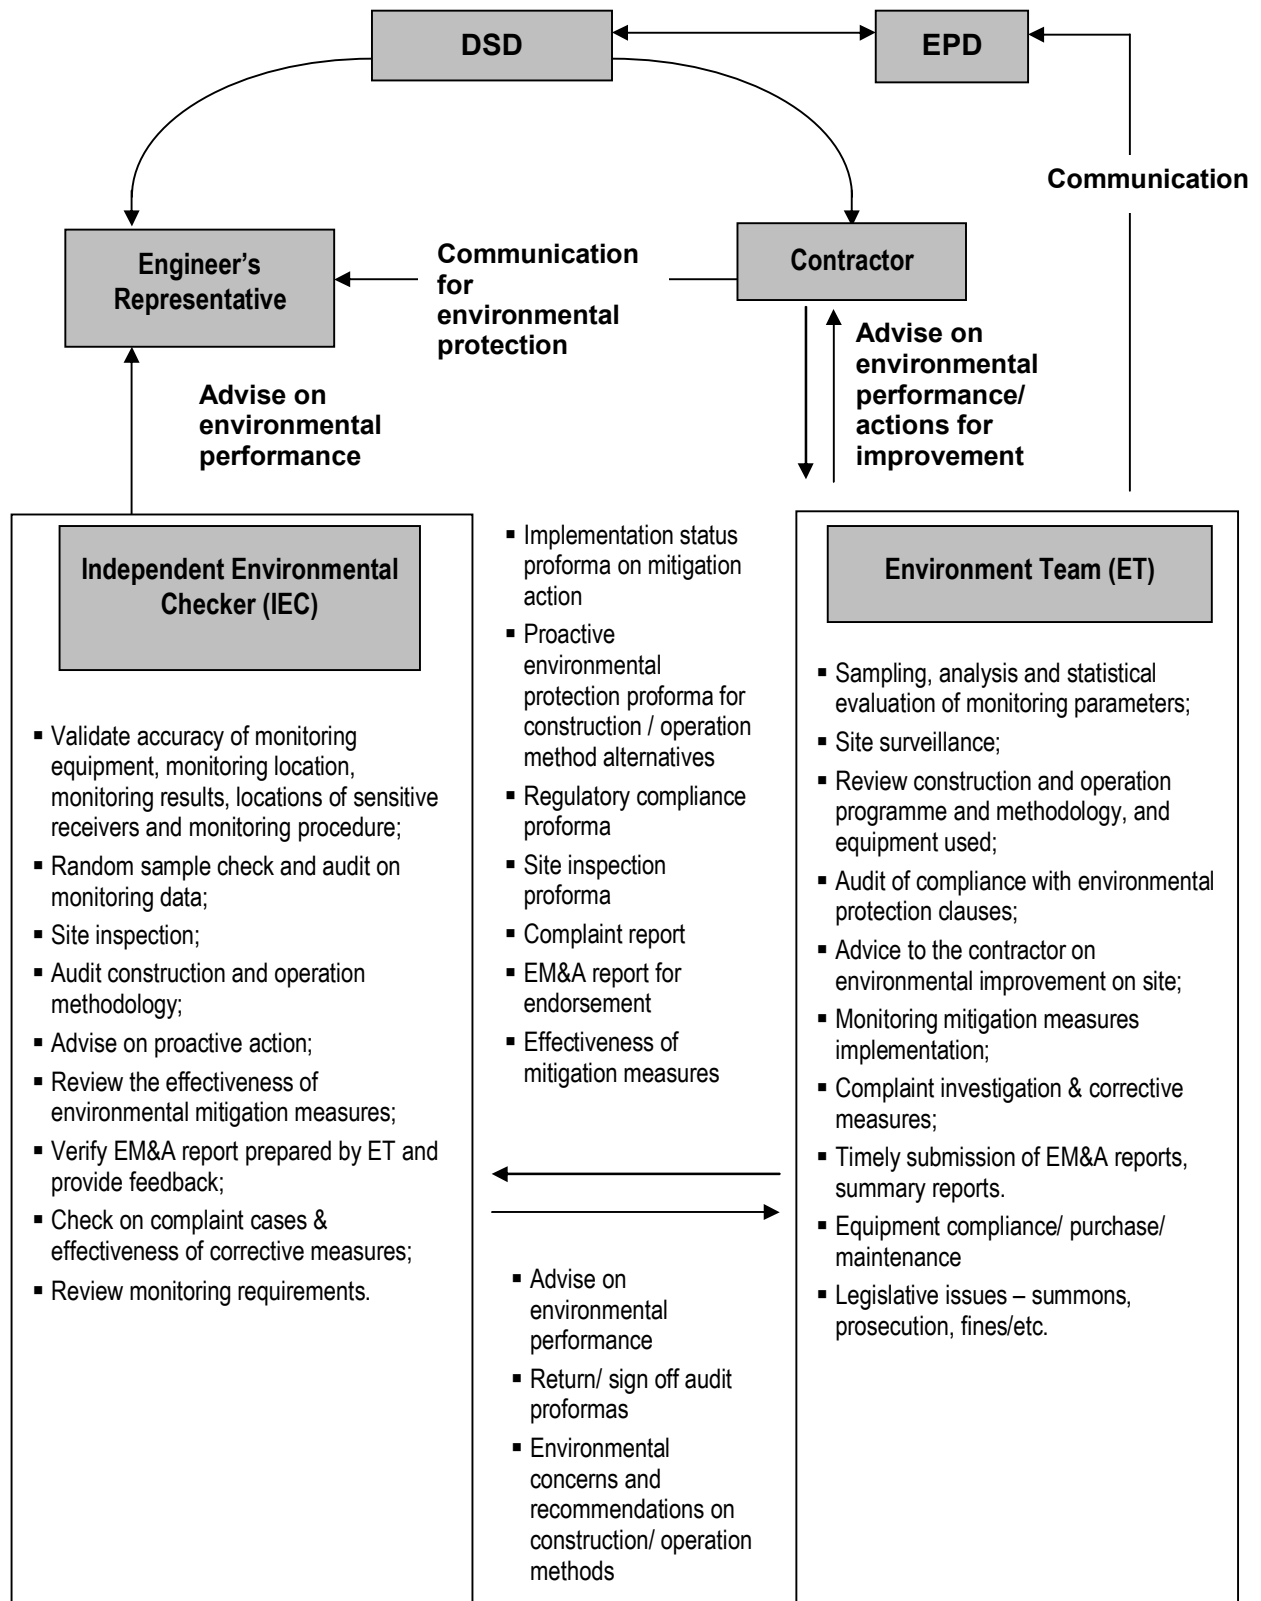 DSD
EPD
Communication
Engineer's
Representative
Communication
for
environmental
protection
Contractor
Advise on
environmental
performance/
actions for
improvement
Advise on
environmental
performance
Independent Environmental
Checker (IEC)
▪ Validate accuracy of monitoring
equipment, monitoring location,
monitoring results, locations of sensitive
receivers and monitoring procedure;
▪ Random sample check and audit on
monitoring data;
▪ Site inspection;
▪ Audit construction and operation
methodology;
▪ Advise on proactive action;
▪ Review the effectiveness of
environmental mitigation measures;
▪ Verify EM&A report prepared by ET and
provide feedback;
▪ Check on complaint cases &
effectiveness of corrective measures;
▪ Review monitoring requirements.
▪ Implementation status
proforma on mitigation
action
▪ Proactive
environmental
protection proforma for
construction / operation
method alternatives
▪ Regulatory compliance
proforma
▪ Site inspection
proforma
▪ Complaint report
▪ EM&A report for
endorsement
▪ Effectiveness of
mitigation measures
▪ Advise on
environmental
performance
▪ Return/ sign off audit
proformas
▪ Environmental
concerns and
recommendations on
construction/ operation
methods
Environment Team (ET)
▪ Sampling, analysis and statistical
evaluation of monitoring parameters;
▪ Site surveillance;
▪ Review construction and operation
programme and methodology, and
equipment used;
▪ Audit of compliance with environmental
protection clauses;
▪ Advice to the contractor on
environmental improvement on site;
▪ Monitoring mitigation measures
implementation;
▪ Complaint investigation & corrective
measures;
▪ Timely submission of EM&A reports,
summary reports.
▪ Equipment compliance/ purchase/
maintenance
▪ Legislative issues – summons,
prosecution, fines/etc.